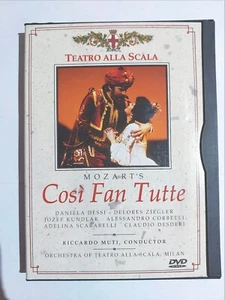 TEATRO ALLA SCALA
MOZART'S
COSÌ FAN TUTTE
DANIELA DESSÌ - DELORES ZIEGLER
JOZEF KUNDLAK - ALESSANDRO CORBELLI
ADELINA SCARABELLI - CLAUDIO DESDERI
RICCARDO MUTI, CONDUCTOR
ORCHESTRA OF TEATRO ALLA SCALA, MILAN
DVD